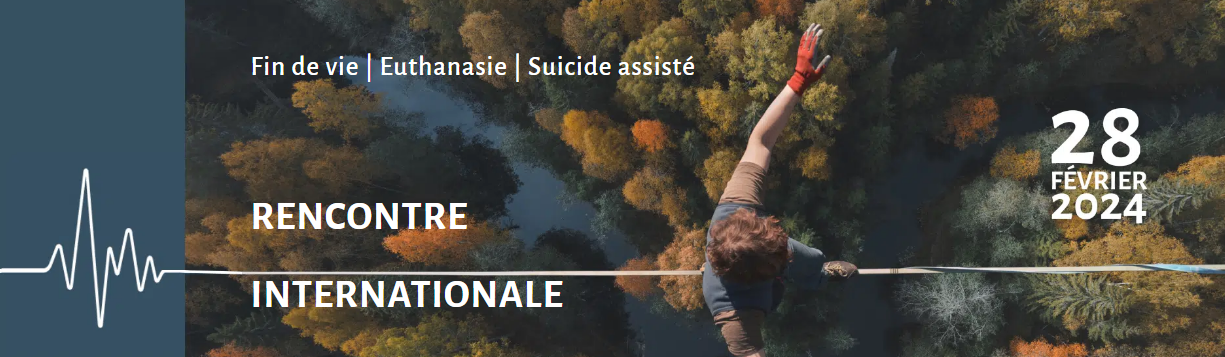 Fin de vie | Euthanasie | Suicide assisté
RENCONTRE
INTERNATIONALE
28
FÉVRIER
2024